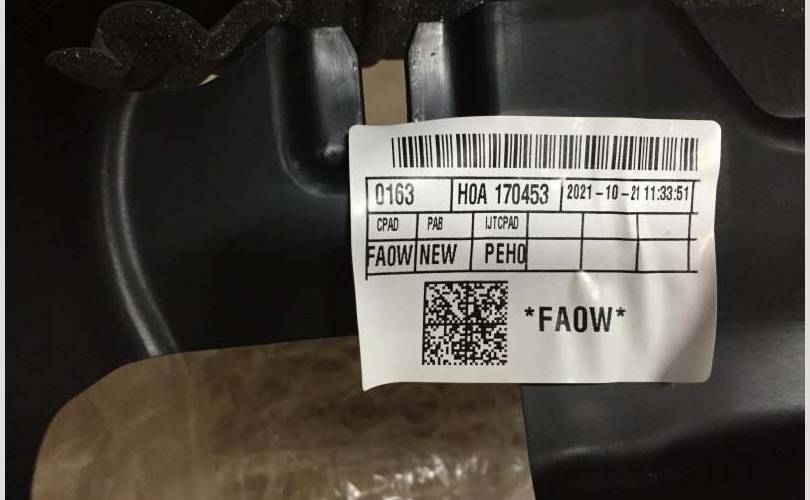 0163 H0A 170453 2021-10-21 11:33:51
CPAD PAB IJTCPAD
FA0W NEW PEH0
*FA0W*